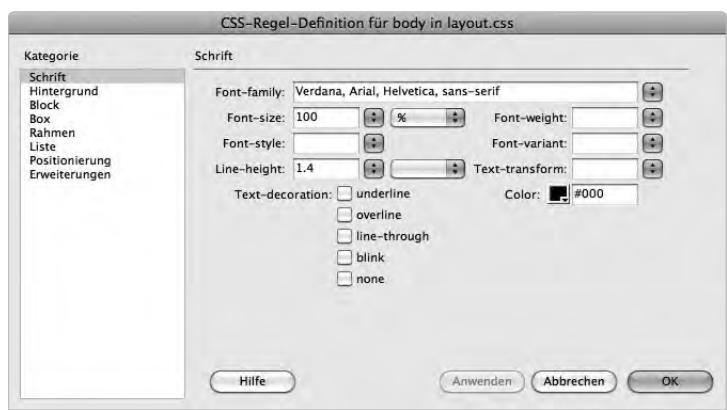 CSS-Regel-Definition für body in layout.css
Kategorie
Schrift
Hintergrund
Block
Box
Rahmen
Liste
Positionierung
Erweiterungen
Schrift
Font-family: Verdana, Arial, Helvetica, sans-serif
Font-size: 100 % Font-weight:
Font-style: Font-variant:
Line-height: 1.4 Text-transform:
Text-decoration: underline Color: #000
overline
line-through
blink
none
Hilfe Anwenden Abbrechen OK